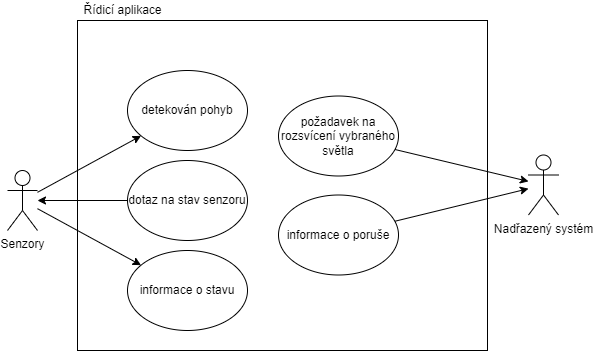 Řídicí aplikace
detekován pohyb
dotaz na stav senzoru
informace o stavu
požadavek na
rozsvícení vybraného
světla
informace o poruše
Senzory
Nadřazený systém